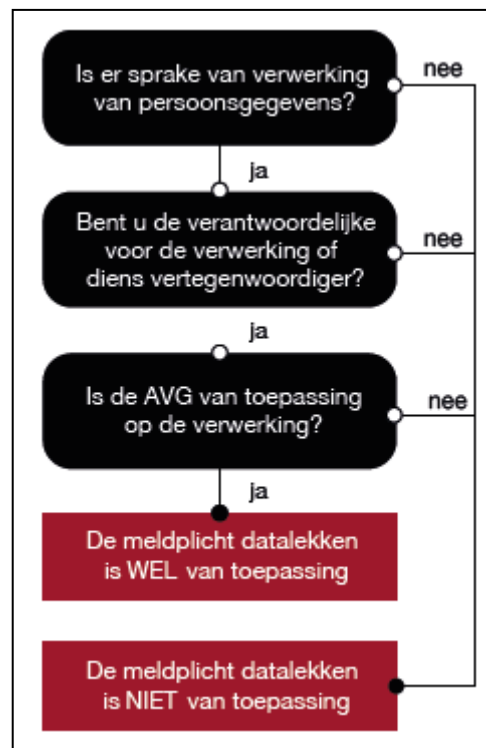 Is er sprake van verwerking
van persoonsgegevens?
nee
ja
Bent u de verantwoordelijke
voor de verwerking of
diens vertegenwoordiger?
nee
ja
Is de AVG van toepassing
op de verwerking?
nee
ja
De meldplicht datalekken
is WEL van toepassing
De meldplicht datalekken
is NIET van toepassing